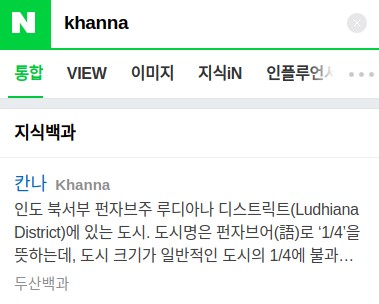 N khanna
통합 VIEW 이미지 지식iN 인플루언
지식백과
칸나 Khanna
인도 북서부 펀자브주 루디아나 디스트릭트(Ludhiana
District)에 있는 도시. 도시명은 펀자브어(語)로 ‘1/4’을
뜻하는데, 도시 크기가 일반적인 도시의 1/4에 불과…
두산백과